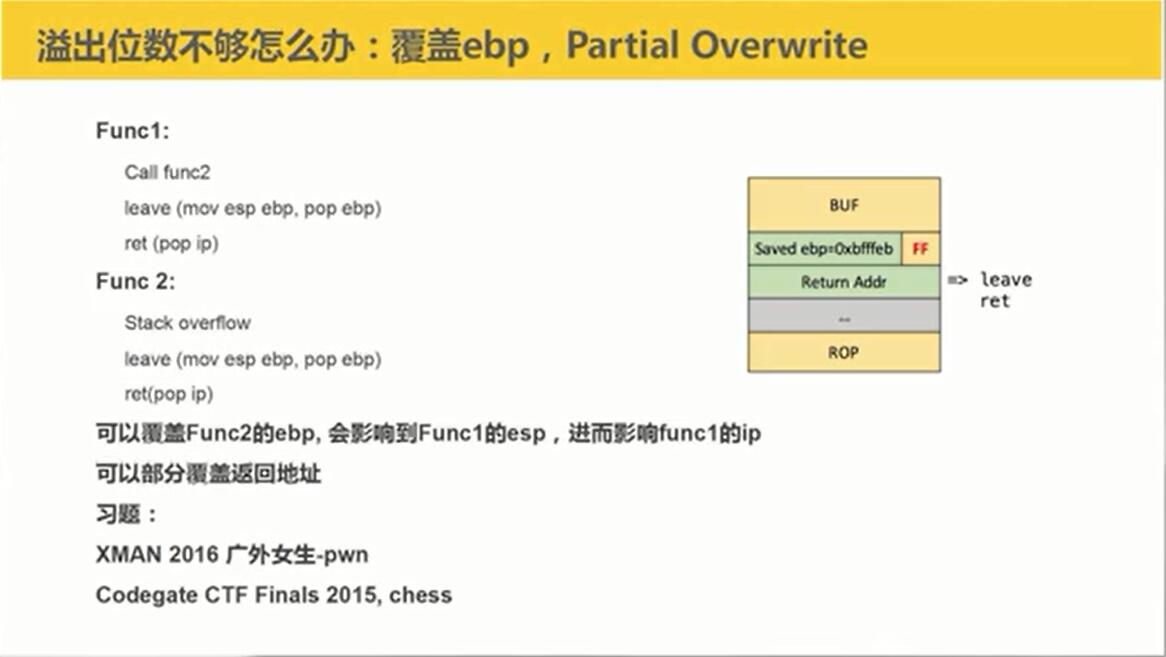 溢出位数不够怎么办：覆盖ebp，Partial Overwrite
Func1:
Call func2
leave (mov esp ebp, pop ebp)
ret (pop ip)
Func 2:
Stack overflow
leave (mov esp ebp, pop ebp)
ret(pop ip)
可以覆盖Func2的ebp, 会影响到Func1的esp，进而影响func1的ip
可以部分覆盖返回地址
习题：
XMAN 2016 广外女生-pwn
Codegate CTF Finals 2015, chess
BUF
Saved ebp=0xbfffeb FF
Return Addr => leave
ret
...
ROP